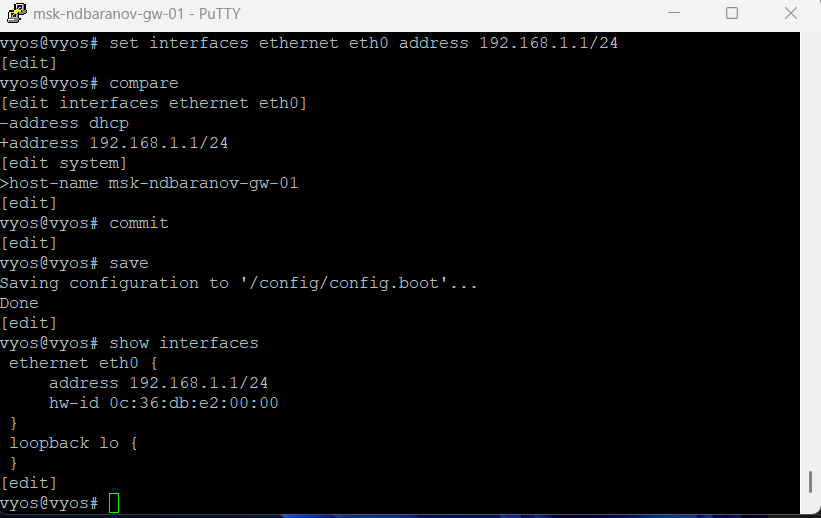 msk-ndbaranov-gw-01 - PuTTY
vyos@vyos# set interfaces ethernet eth0 address 192.168.1.1/24
[edit]
vyos@vyos# compare
[edit interfaces ethernet eth0]
-address dhcp
+address 192.168.1.1/24
[edit system]
>host-name msk-ndbaranov-gw-01
[edit]
vyos@vyos# commit
[edit]
vyos@vyos# save
Saving configuration to '/config/config.boot'...
Done
[edit]
vyos@vyos# show interfaces
 ethernet eth0 {
     address 192.168.1.1/24
     hw-id 0c:36:db:e2:00:00
 }
 loopback lo {
 }
[edit]
vyos@vyos#